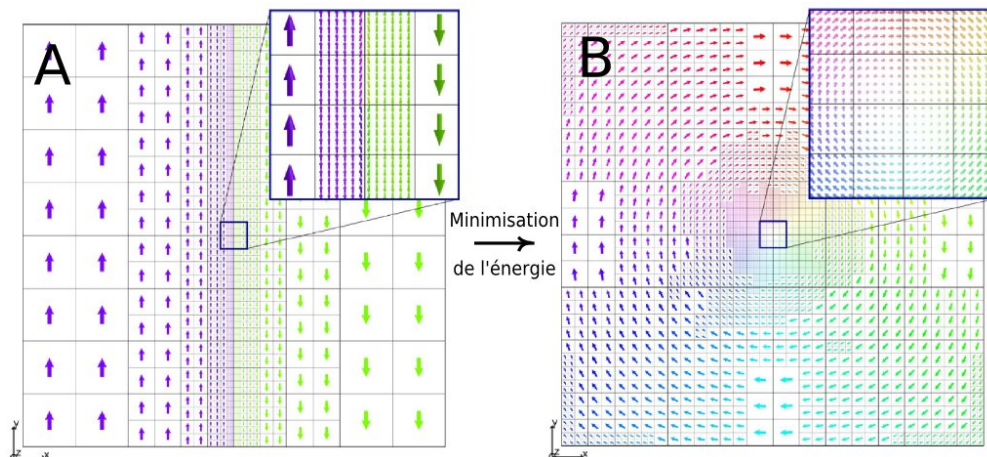 A
B
Minimisation
de l'énergie
y
z x
y
z x